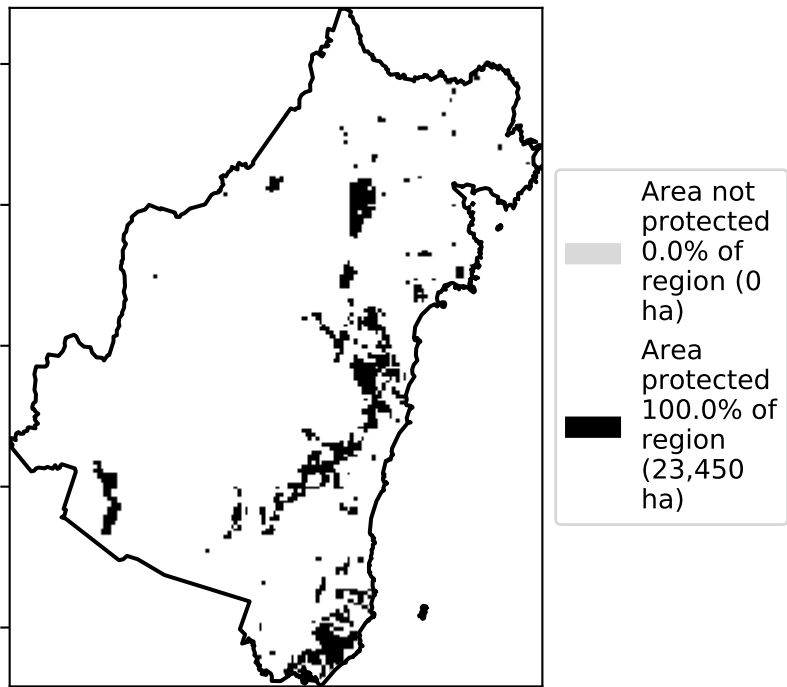 Area not
protected
0.0% of
region (0
ha)
Area
protected
100.0% of
region
(23,450
ha)